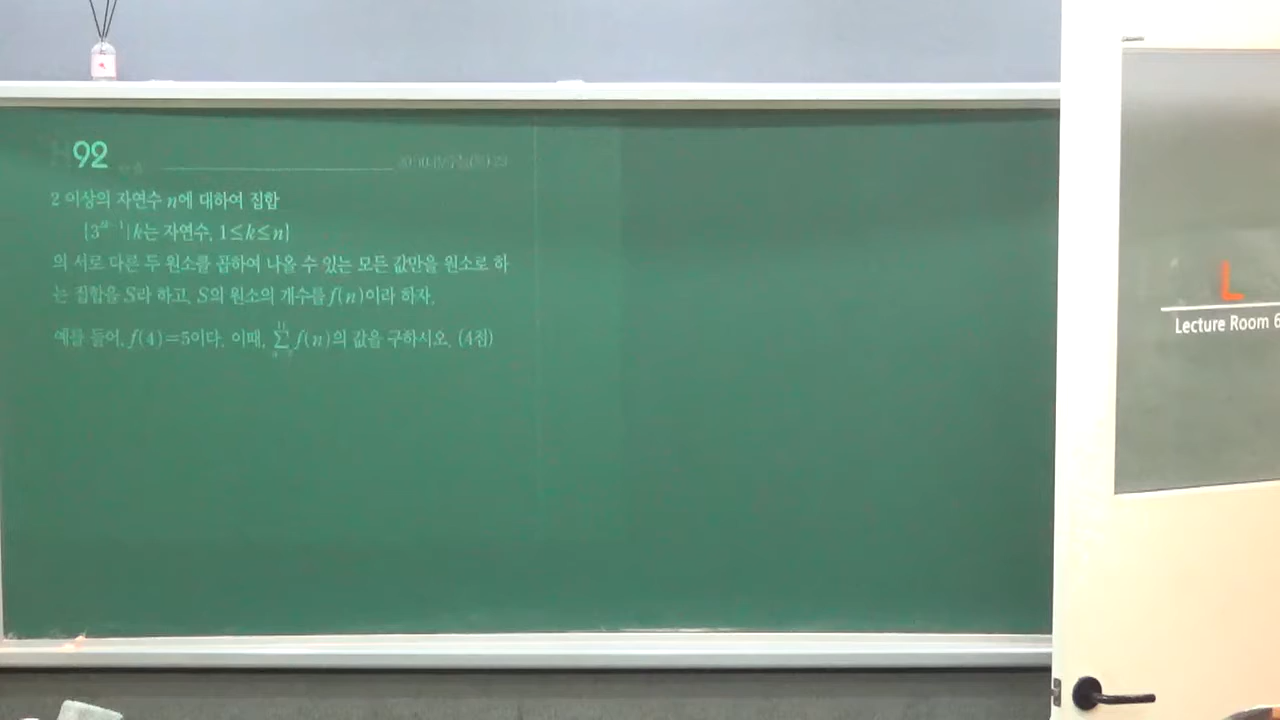 H92
2 이상의 자연수 n에 대하여 집합
{3²ᵏ⁻¹|k는 자연수, 1≤k≤n}
의 서로 다른 두 원소를 곱하여 나올 수 있는 모든 값만을 원소로 하
는 집합을 S라 하고, S의 원소의 개수를 f(n)이라 하자.
예를 들어, f(4)=5이다. 이때, ∑ f(n)의 값을 구하시오. (4점)
L
Lecture Room 6